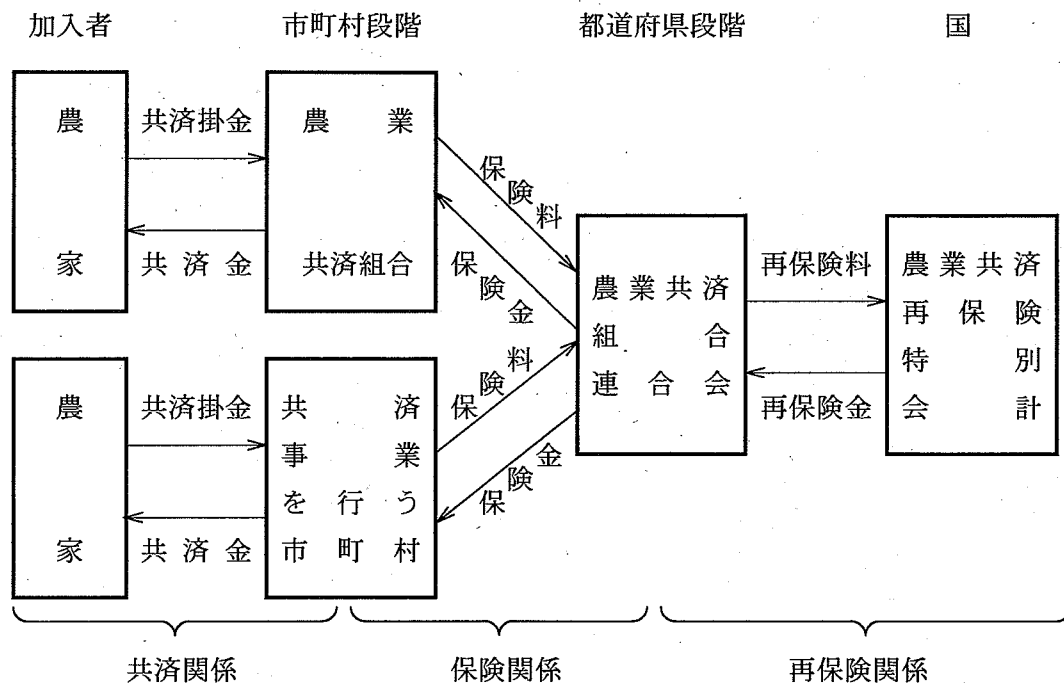 加入者 市町村段階 都道府県段階 国
農家
共済掛金
共済金
農業
共済組合
保険料
保険金
農家
共済掛金
共済金
共済
事業
を行う
市町村
保険料
保険金
農業共済
組合
連合会
再保険料
再保険金
農業共済
再保険
特別
会計
共済関係 保険関係 再保険関係